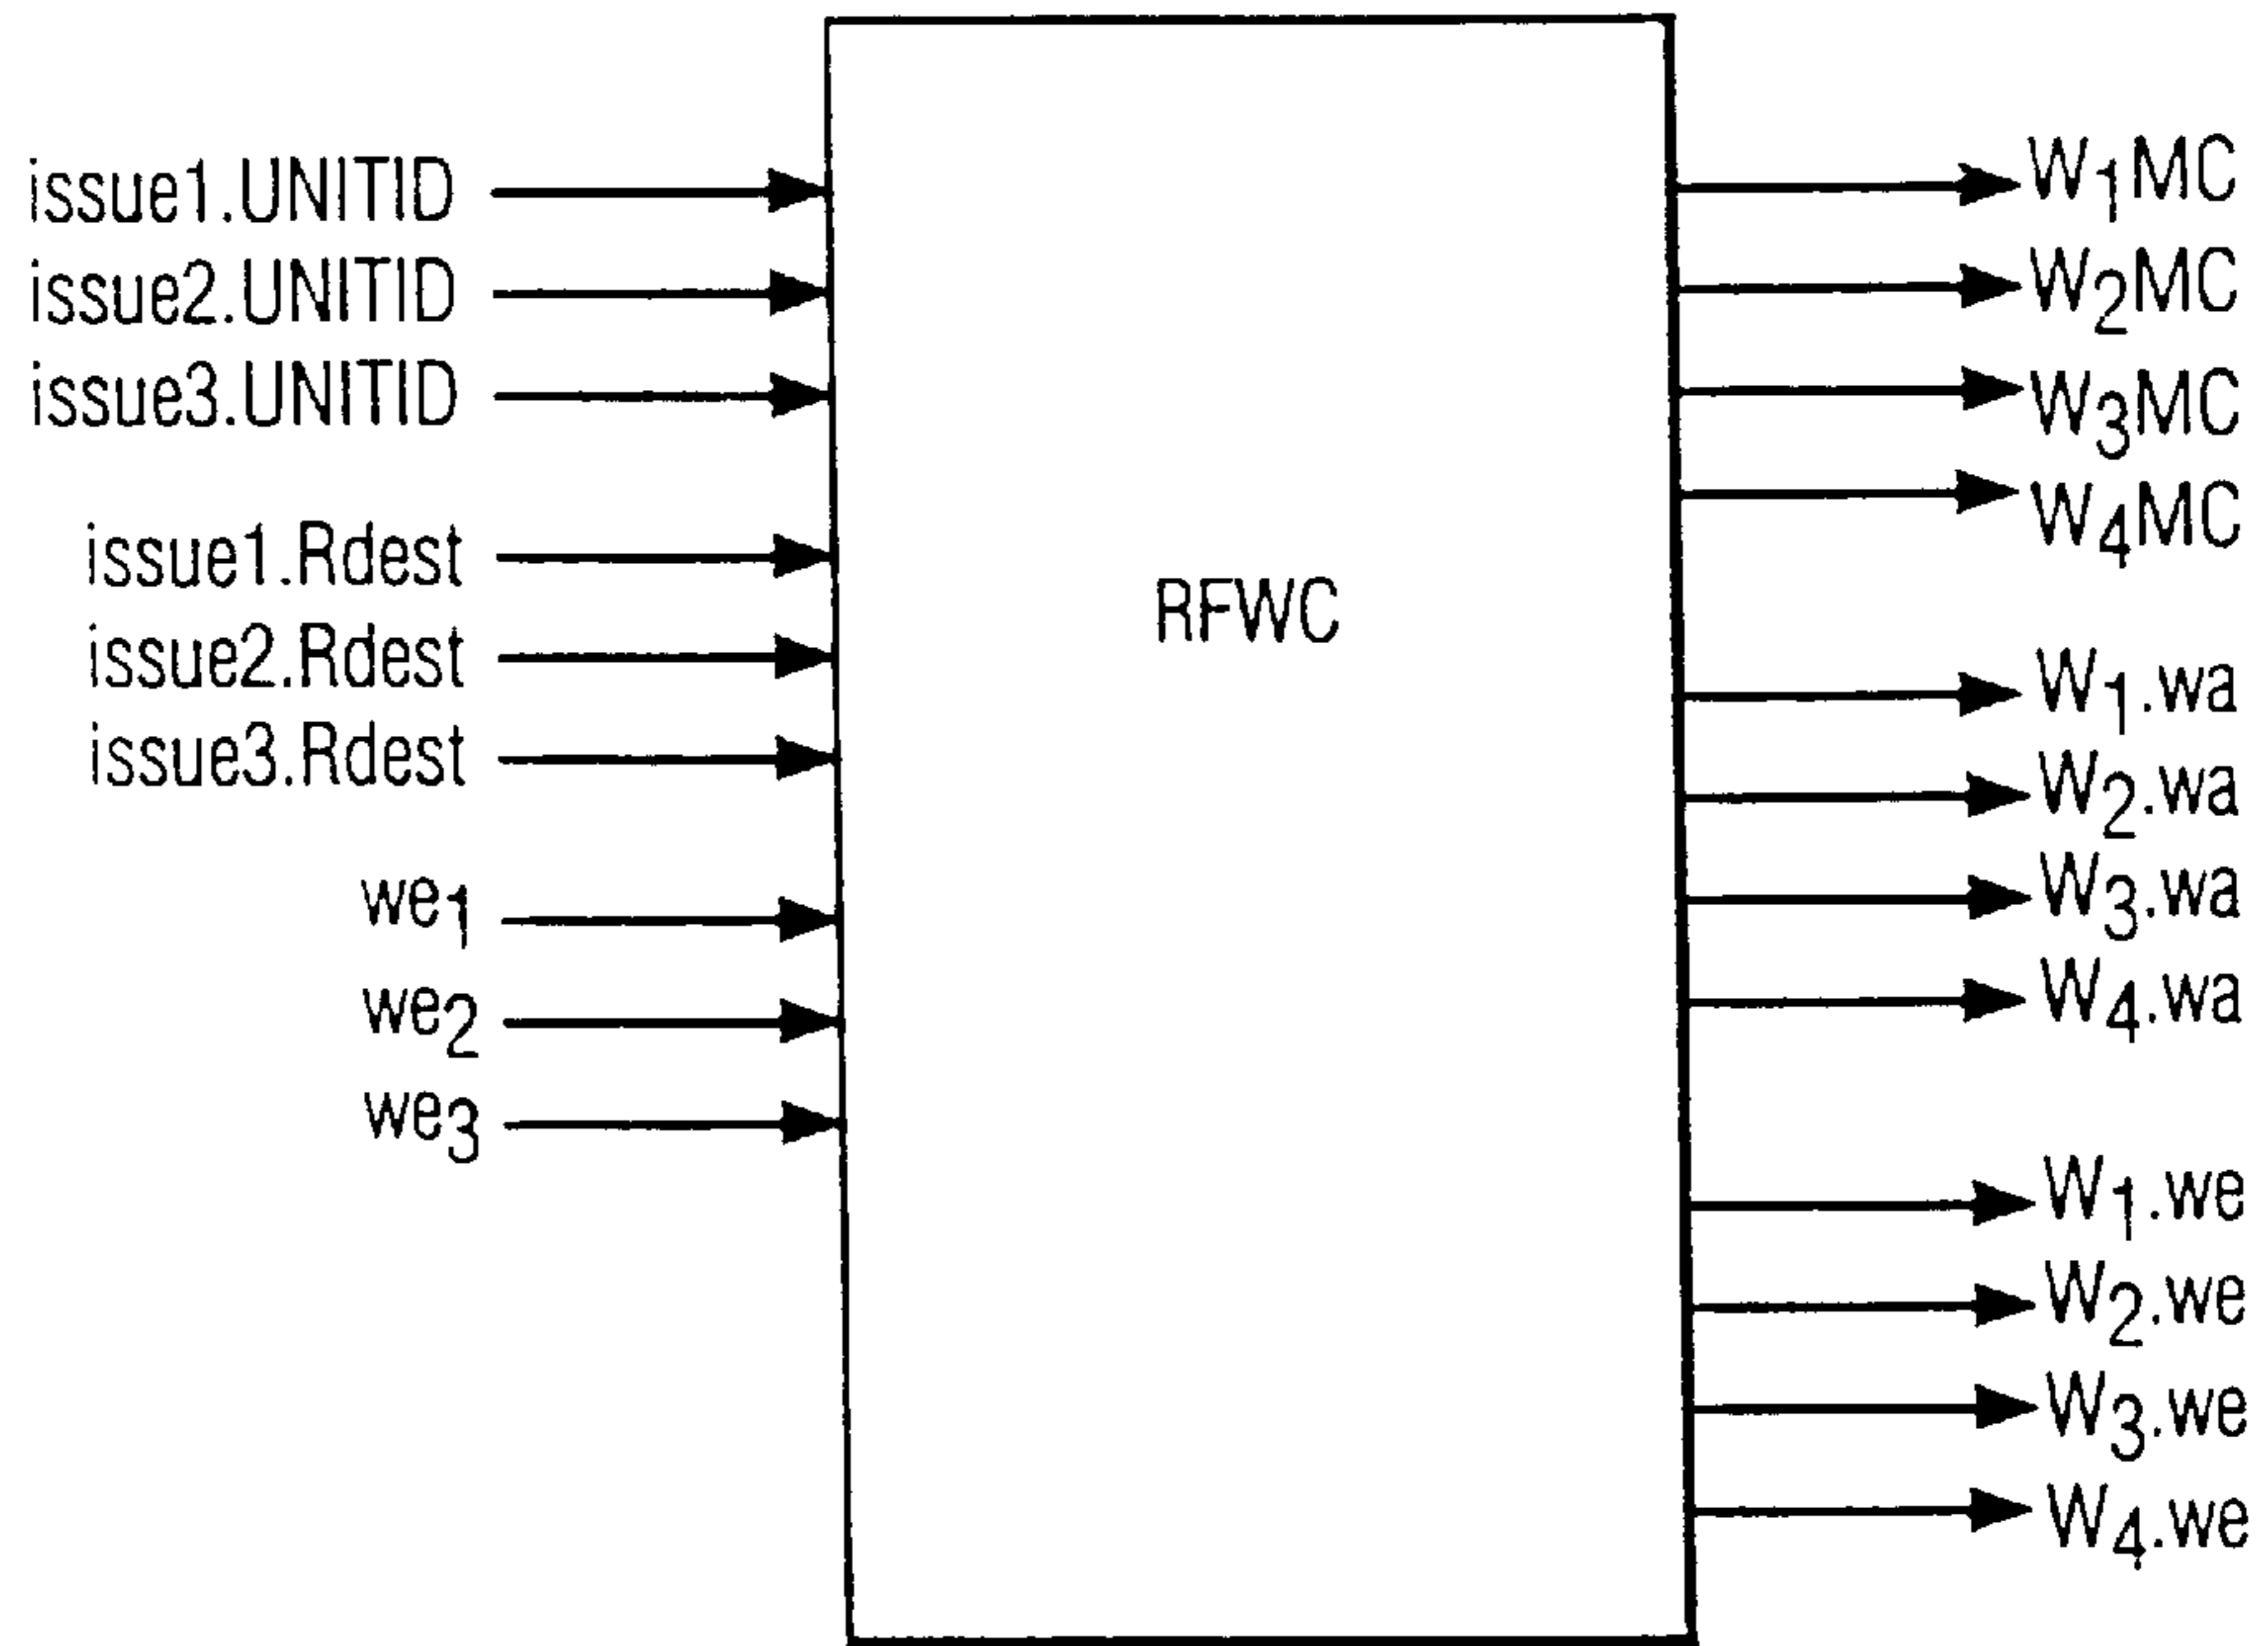 issue1.UNITID
issue2.UNITID
issue3.UNITID
issue1.Rdest
issue2.Rdest
issue3.Rdest
we1
we2
we3
RFWC
W1MC
W2MC
W3MC
W4MC
W1.wa
W2.wa
W3.wa
W4.wa
W1.we
W2.we
W3.we
W4.we